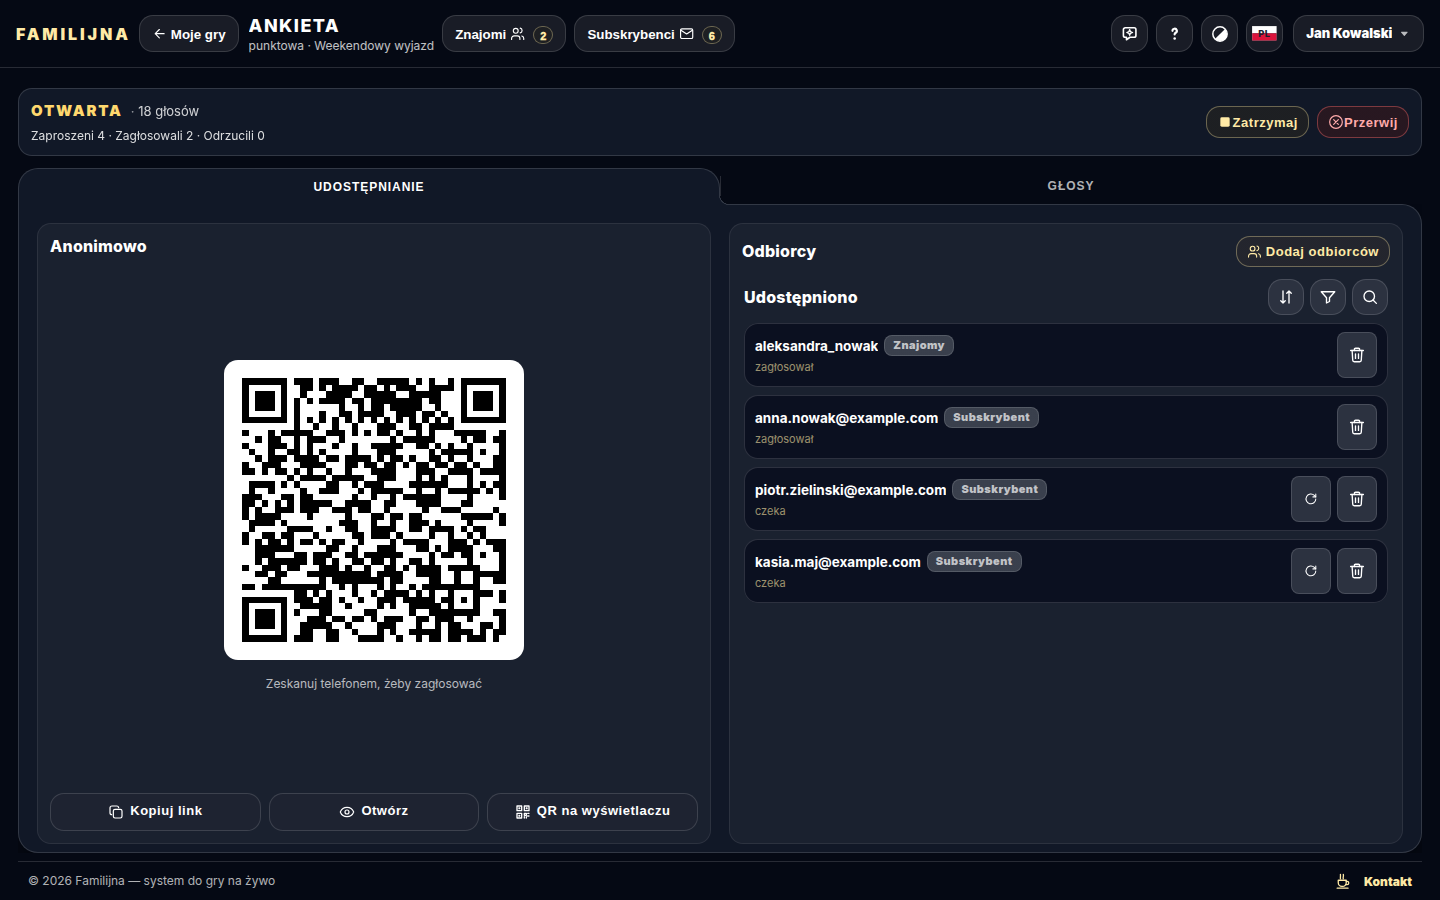 FAMILIJNA
Moje gry
ANKIETA
punktowa · Weekendowy wyjazd
Znajomi 2
Subskrybenci 6
?
PL
Jan Kowalski
OTWARTA · 18 głosów
Zaproszeni 4 · Zagłosowali 2 · Odrzucili 0
Zatrzymaj
Przerwij
UDOSTĘPNIANIE
GŁOSY
Anonimowo
Zeskanuj telefonem, żeby zagłosować
Kopiuj link
Otwórz
QR na wyświetlaczu
Odbiorcy
Dodaj odbiorców
Udostępniono
aleksandra_nowak Znajomy
zagłosował
anna.nowak@example.com Subskrybent
zagłosował
piotr.zielinski@example.com Subskrybent
czeka
kasia.maj@example.com Subskrybent
czeka
© 2026 Familijna — system do gry na żywo
Kontakt